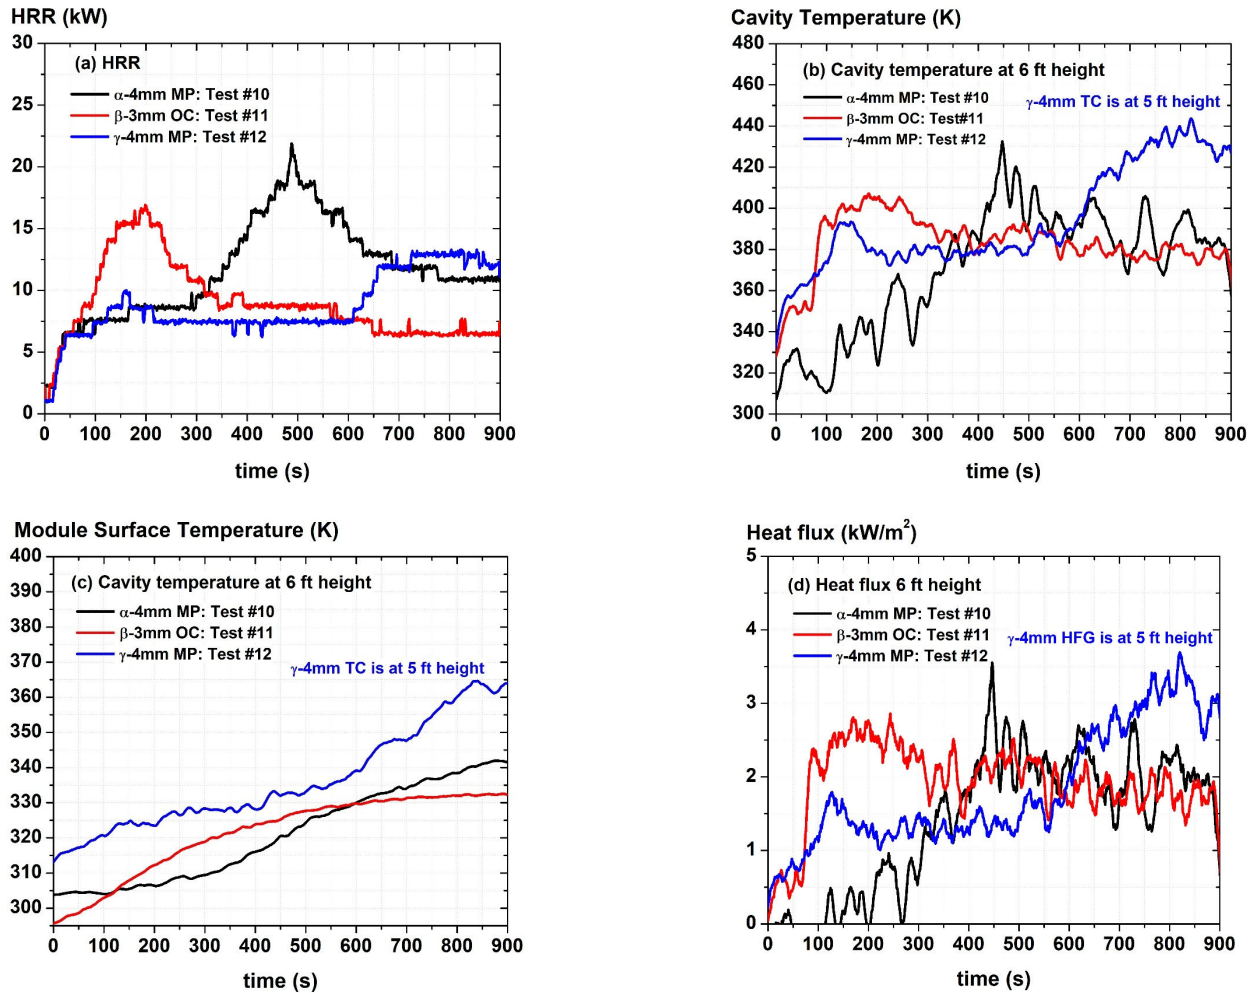 HRR (kW)
30
25
20
15
10
5
0
(a) HRR
α-4mm MP: Test #10
β-3mm OC: Test #11
γ-4mm MP: Test #12
0 100 200 300 400 500 600 700 800 900
time (s)
Cavity Temperature (K)
480
460
440
420
400
380
360
340
320
300
(b) Cavity temperature at 6 ft height
α-4mm MP: Test #10
β-3mm OC: Test#11
γ-4mm MP: Test #12
γ-4mm TC is at 5 ft height
0 100 200 300 400 500 600 700 800 900
time (s)
Module Surface Temperature (K)
400
390
380
370
360
350
340
330
320
310
300
(c) Cavity temperature at 6 ft height
α-4mm MP: Test #10
β-3mm OC: Test #11
γ-4mm MP: Test #12
γ-4mm TC is at 5 ft height
0 100 200 300 400 500 600 700 800 900
time (s)
Heat flux (kW/m²)
5
4
3
2
1
0
(d) Heat flux 6 ft height
α-4mm MP: Test #10
β-3mm OC: Test #11
γ-4mm MP: Test #12
γ-4mm HFG is at 5 ft height
0 100 200 300 400 500 600 700 800 900
time (s)